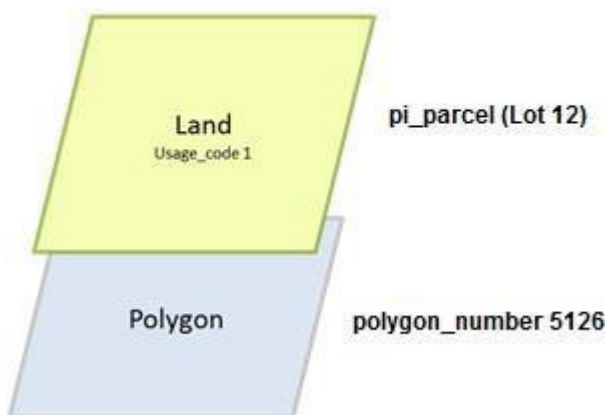 Land
Usage_code 1
pi_parcel (Lot 12)
Polygon
polygon_number 5126